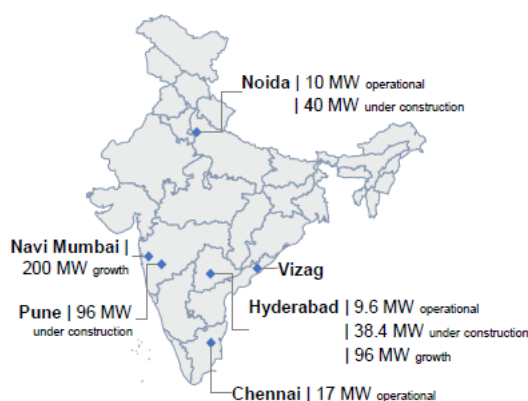 Noida | 10 MW operational
| 40 MW under construction
Navi Mumbai |
200 MW growth
Vizag
Pune | 96 MW
under construction
Hyderabad | 9.6 MW operational
| 38.4 MW under construction
| 96 MW growth
Chennai | 17 MW operational